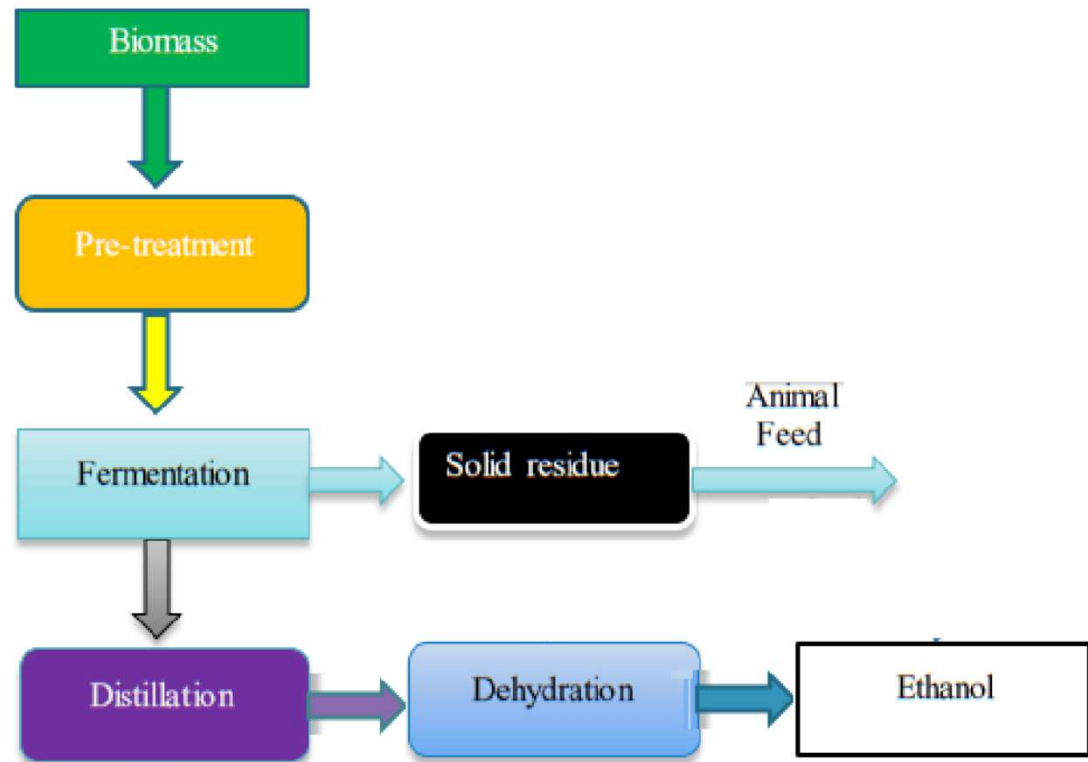 Biomass
Pre-treatment
Animal
Feed
Fermentation
Solid residue
Distillation
Dehydration
Ethanol